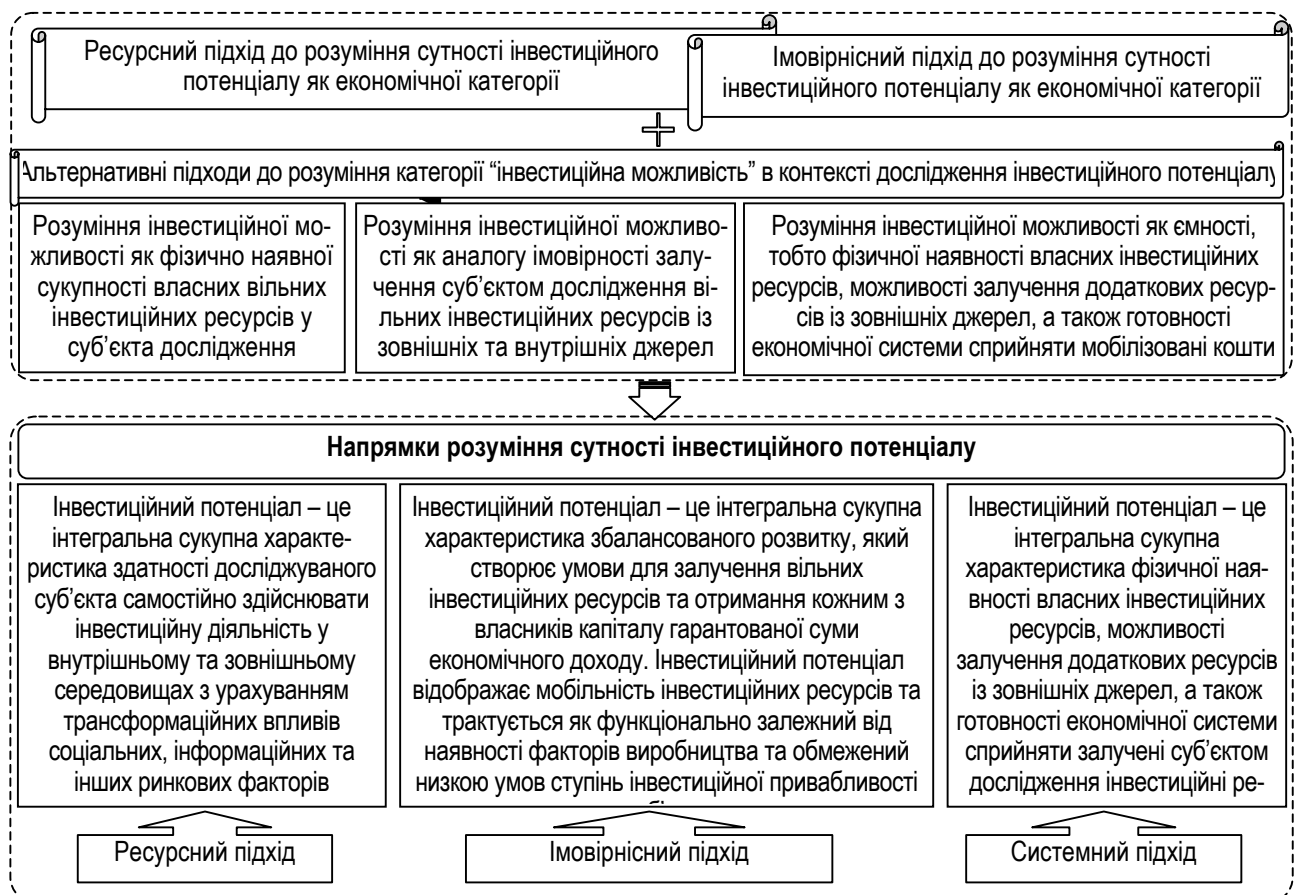 Ресурсний підхід до розуміння сутності інвестиційного
потенціалу як економічної категорії
Імовірнісний підхід до розуміння сутності
інвестиційного потенціалу як економічної категорії
Альтернативні підходи до розуміння категорії “інвестиційна можливість” в контексті дослідження інвестиційного потенціалу
Розуміння інвестиційної мо-
жливості як фізично наявної
сукупності власних вільних
інвестиційних ресурсів у
суб’єкта дослідження
Розуміння інвестиційної можливо-
сті як аналогу імовірності залу-
чення суб’єктом дослідження ві-
льних інвестиційних ресурсів із
зовнішніх та внутрішніх джерел
Розуміння інвестиційної можливості як ємності,
тобто фізичної наявності власних інвестиційних
ресурсів, можливості залучення додаткових ресур-
сів із зовнішніх джерел, а також готовності
економічної системи сприйняти мобілізовані кошти
Напрямки розуміння сутності інвестиційного потенціалу
Інвестиційний потенціал – це
інтегральна сукупна характе-
ристика здатності досліджуваного
суб’єкта самостійно здійснювати
інвестиційну діяльність у
внутрішньому та зовнішньому
середовищах з урахуванням
трансформаційних впливів
соціальних, інформаційних та
інших ринкових факторів
Інвестиційний потенціал – це інтегральна сукупна
характеристика збалансованого розвитку, який
створює умови для залучення вільних
інвестиційних ресурсів та отримання кожним з
власників капіталу гарантованої суми
економічного доходу. Інвестиційний потенціал
відображає мобільність інвестиційних ресурсів та
трактується як функціонально залежний від
наявності факторів виробництва та обмежений
низкою умов ступінь інвестиційної привабливості
Інвестиційний потенціал – це
інтегральна сукупна
характеристика фізичної ная-
вності власних інвестиційних
ресурсів, можливості
залучення додаткових ресурсів
із зовнішніх джерел, а також
готовності економічної системи
сприйняти залучені суб’єктом
дослідження інвестиційні ре-
Ресурсний підхід
Імовірнісний підхід
Системний підхід